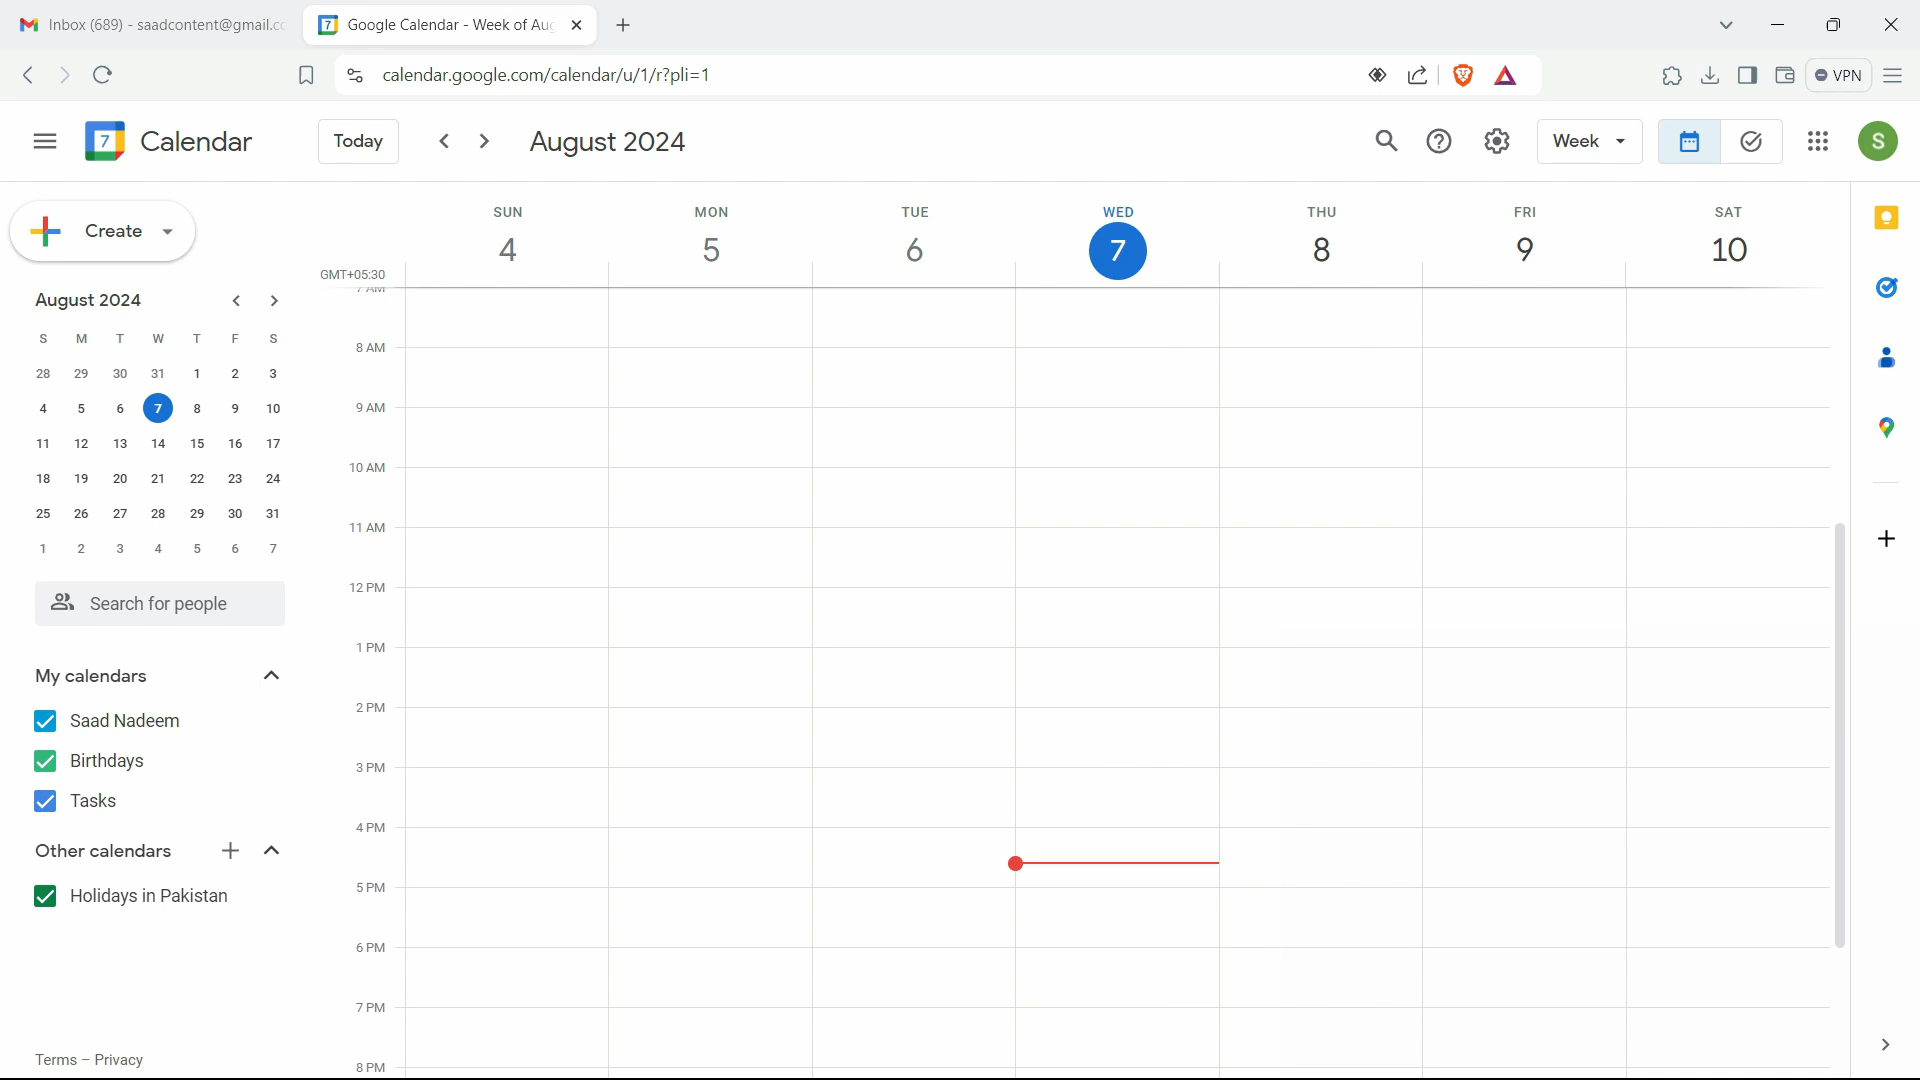 Inbox (689) - saadcontent@gmail.cc
7 Google Calendar - Week of Aug
calendar.google.com/calendar/u/1/r?pli=1
VPN
7 Calendar
Today
August 2024
Week
S
Create
SUN MON TUE WED THU FRI SAT
4 5 6 7 8 9 10
GMT+05:30
7 AM
8 AM
9 AM
10 AM
11 AM
12 PM
1 PM
2 PM
3 PM
4 PM
5 PM
6 PM
7 PM
8 PM
August 2024
S M T W T F S
28 29 30 31 1 2 3
4 5 6 7 8 9 10
11 12 13 14 15 16 17
18 19 20 21 22 23 24
25 26 27 28 29 30 31
1 2 3 4 5 6 7
Search for people
My calendars
Saad Nadeem
Birthdays
Tasks
Other calendars
Holidays in Pakistan
Terms – Privacy